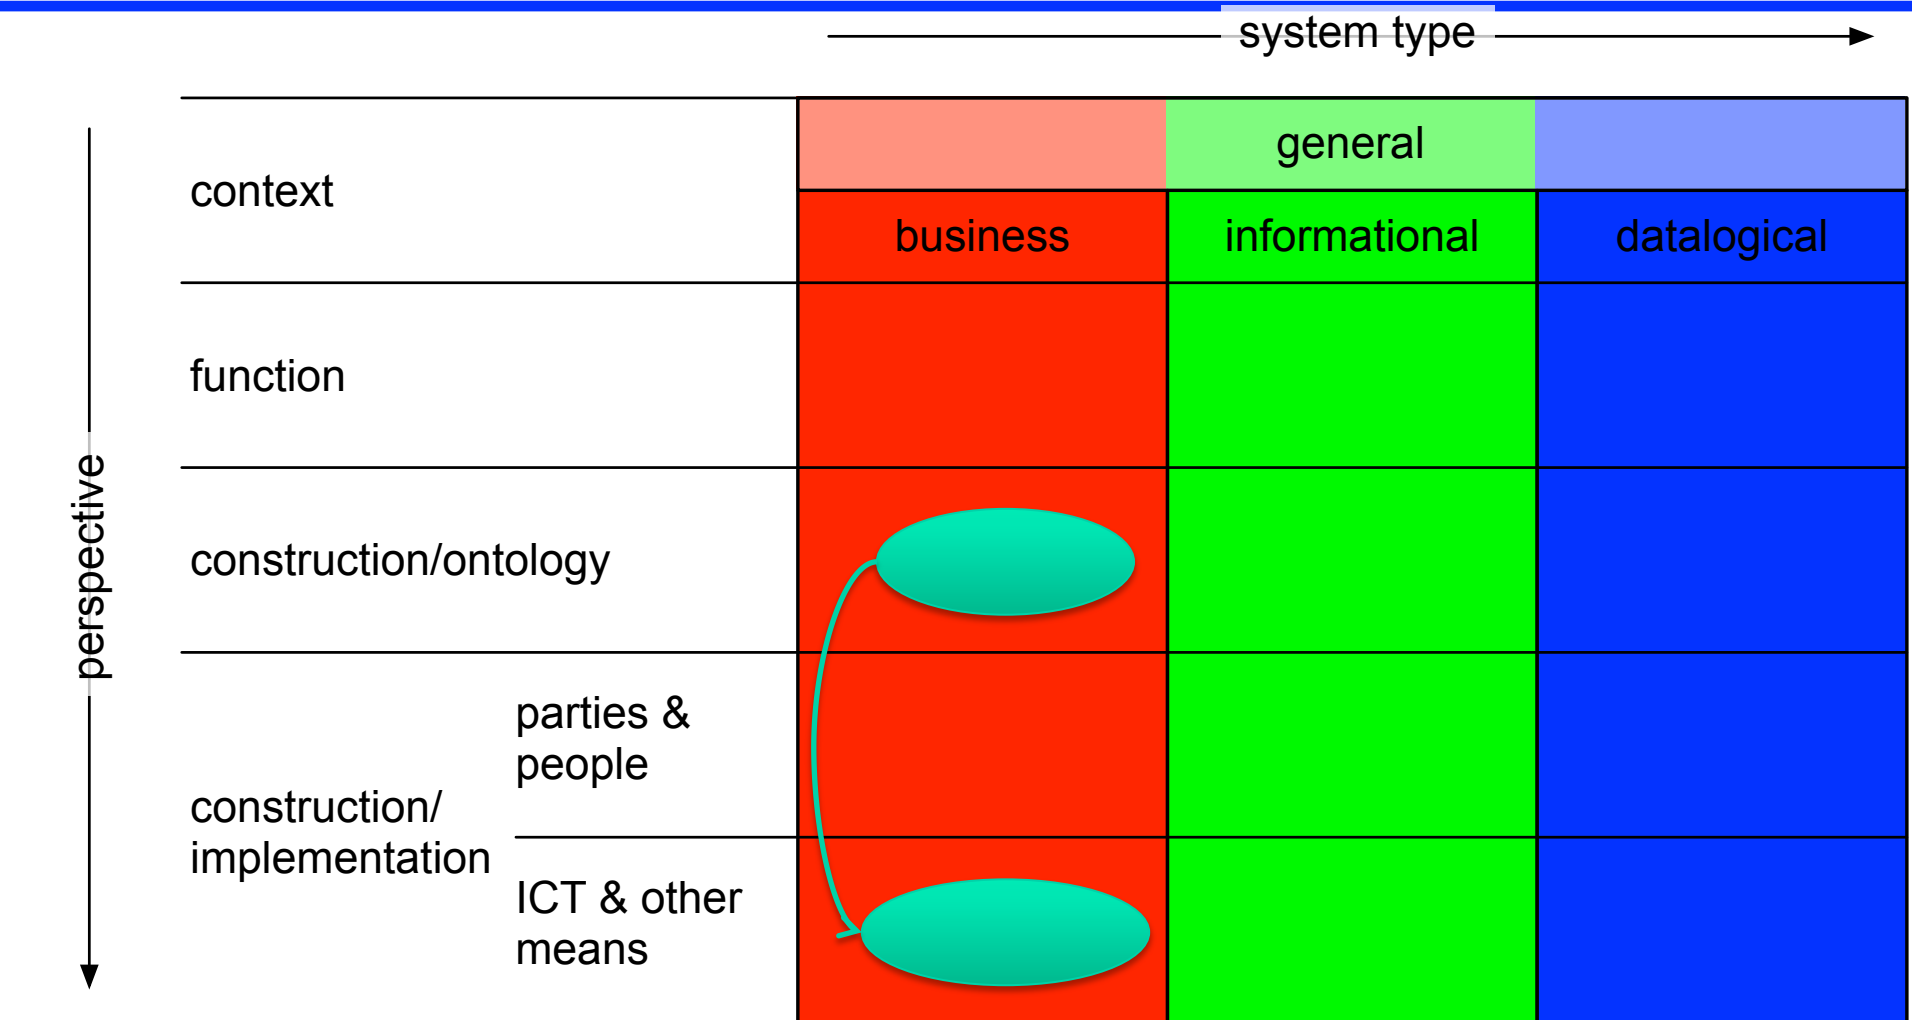 system type
general
context
business
informational
datalogical
function
perspective
construction/ontology
parties &
people
construction/
implementation
ICT & other
means